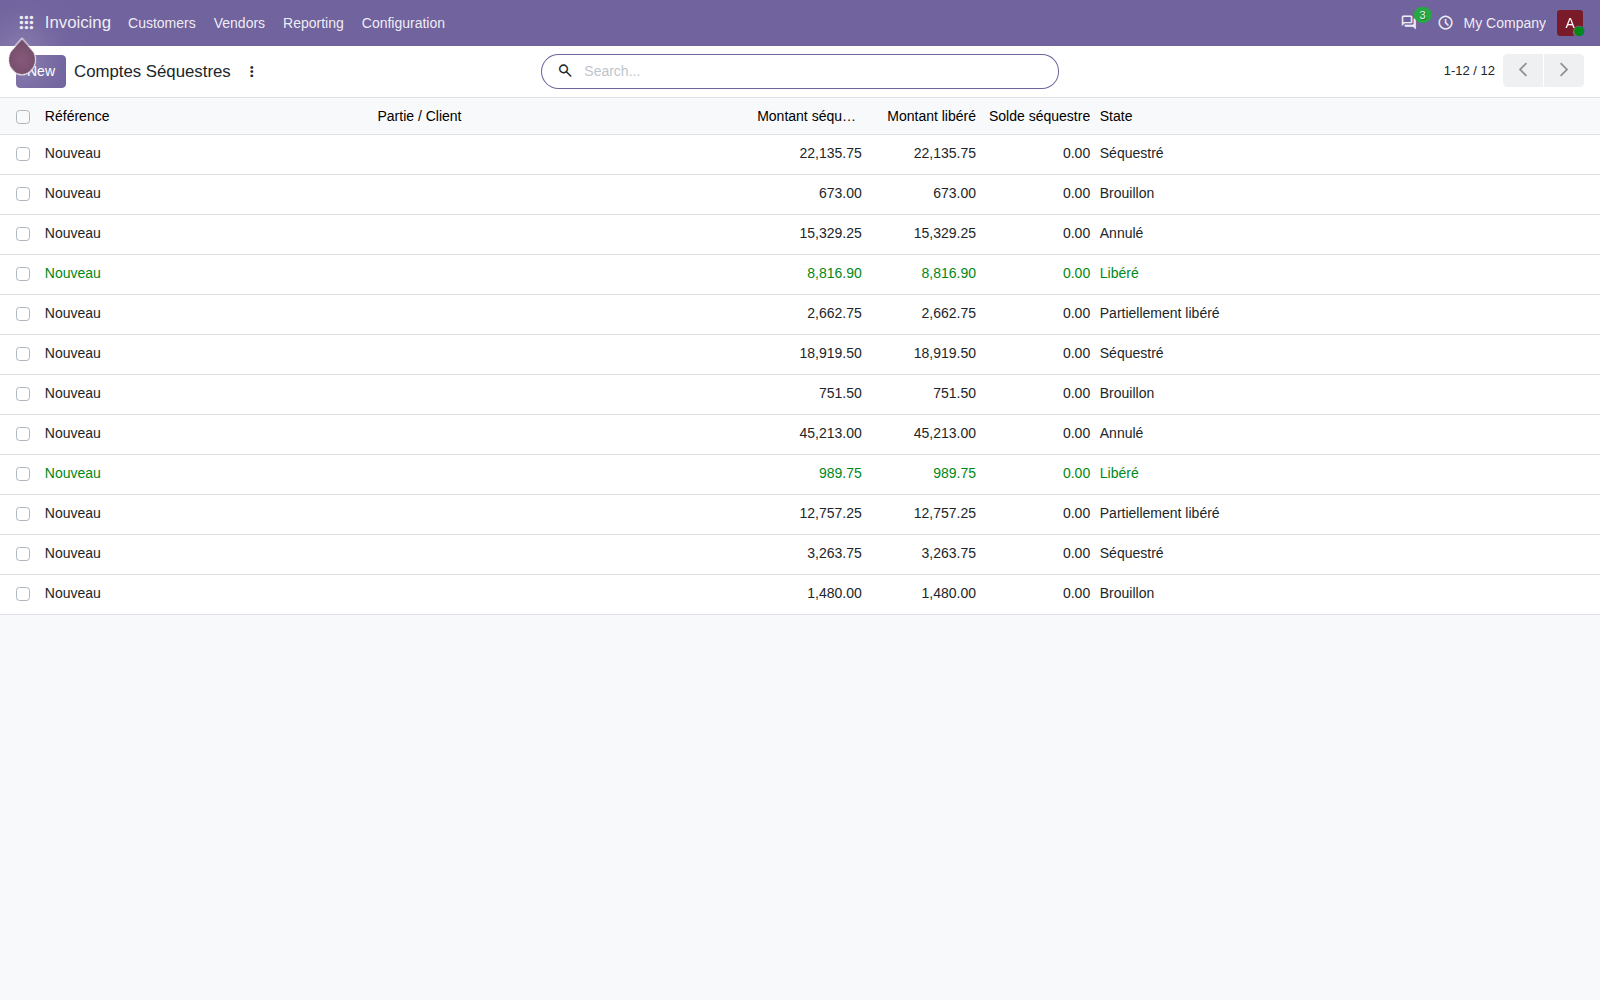 Invoicing Customers Vendors Reporting Configuration 3 My Company A
New Comptes Séquestres Search... 1-12 / 12
Référence Partie / Client Montant séqu… Montant libéré Solde séquestre State
Nouveau 22,135.75 22,135.75 0.00 Séquestré
Nouveau 673.00 673.00 0.00 Brouillon
Nouveau 15,329.25 15,329.25 0.00 Annulé
Nouveau 8,816.90 8,816.90 0.00 Libéré
Nouveau 2,662.75 2,662.75 0.00 Partiellement libéré
Nouveau 18,919.50 18,919.50 0.00 Séquestré
Nouveau 751.50 751.50 0.00 Brouillon
Nouveau 45,213.00 45,213.00 0.00 Annulé
Nouveau 989.75 989.75 0.00 Libéré
Nouveau 12,757.25 12,757.25 0.00 Partiellement libéré
Nouveau 3,263.75 3,263.75 0.00 Séquestré
Nouveau 1,480.00 1,480.00 0.00 Brouillon